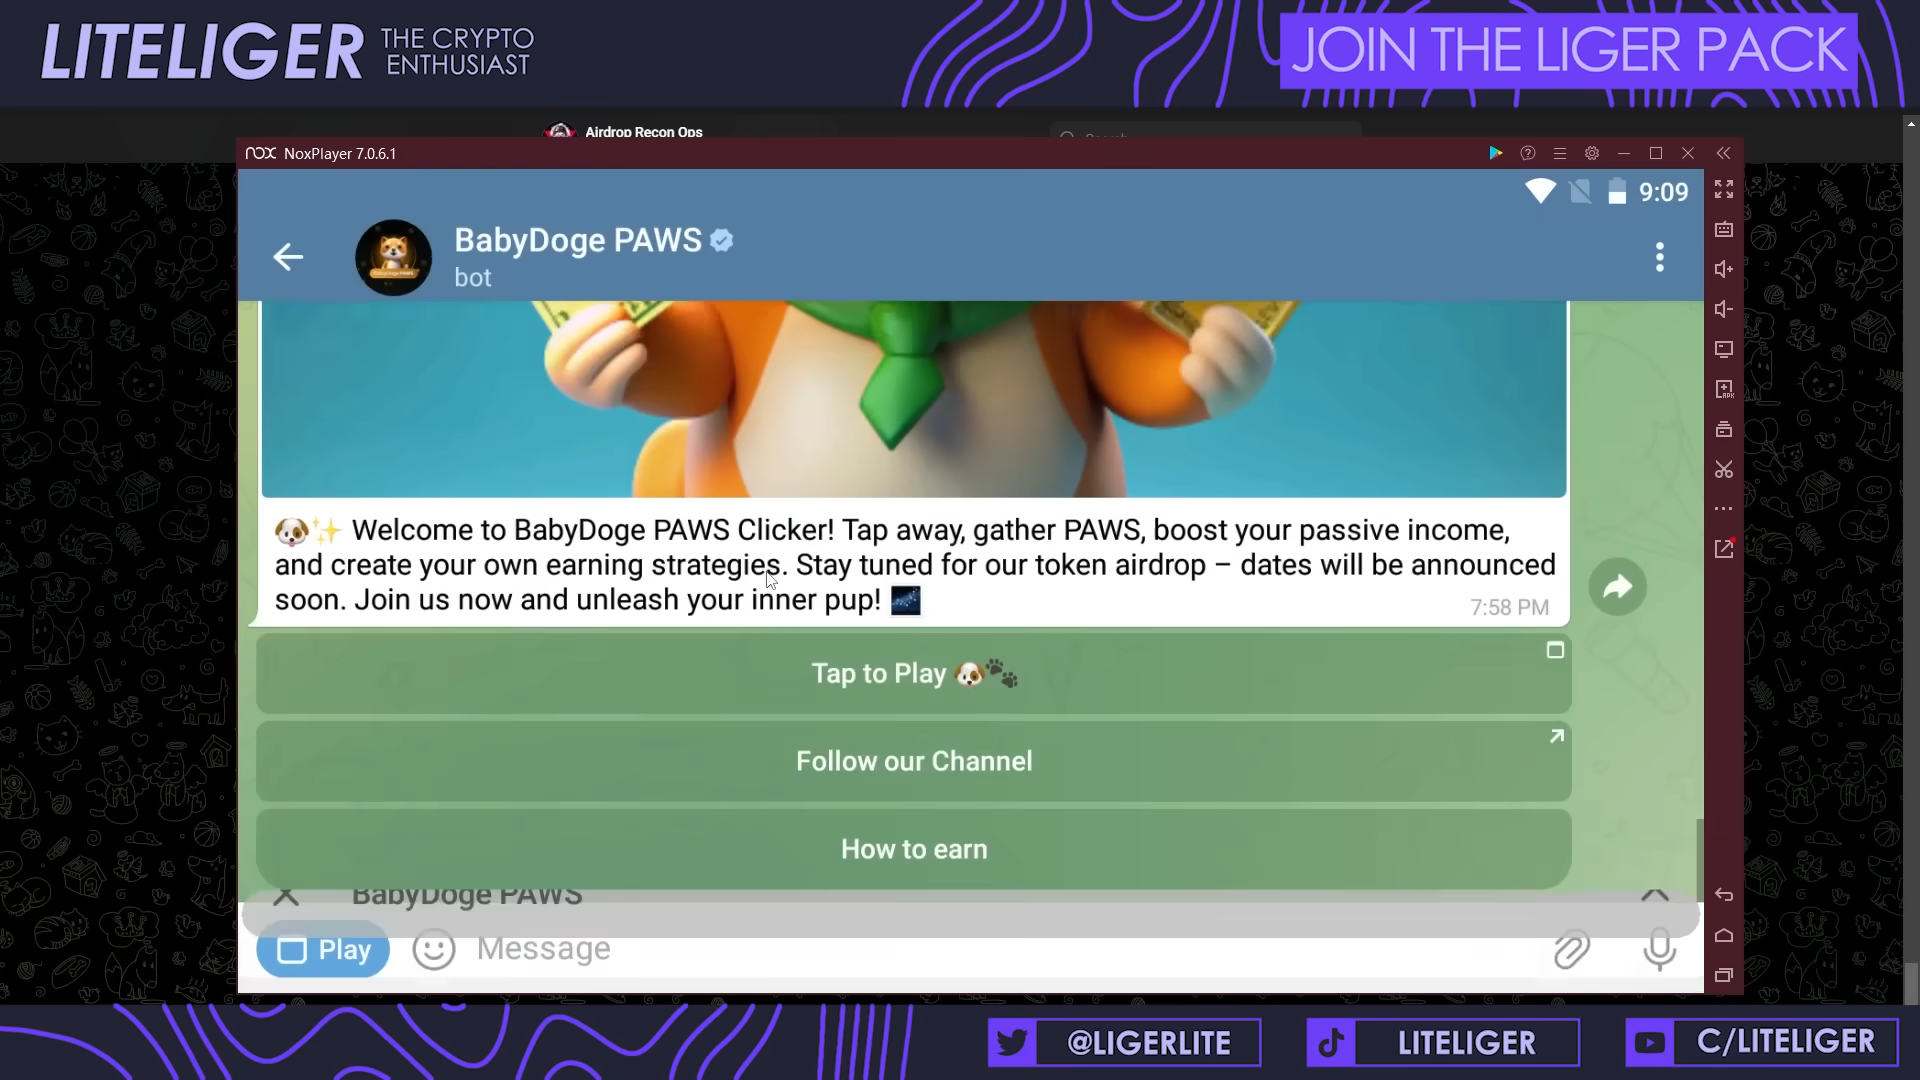 LITELIGER
THE CRYPTO
ENTHUSIAST
JOIN THE LIGER PACK
Airdrop Recon Ops
Search
nox NoxPlayer 7.0.6.1
9:09
BabyDoge PAWS
bot
🐶✨ Welcome to BabyDoge PAWS Clicker! Tap away, gather PAWS, boost your passive income,
and create your own earning strategies. Stay tuned for our token airdrop – dates will be announced
soon. Join us now and unleash your inner pup! 🌌
7:58 PM
Tap to Play 🐶🐾
Follow our Channel
How to earn
BabyDoge PAWS
Play
Message
@LIGERLITE
LITELIGER
C/LITELIGER